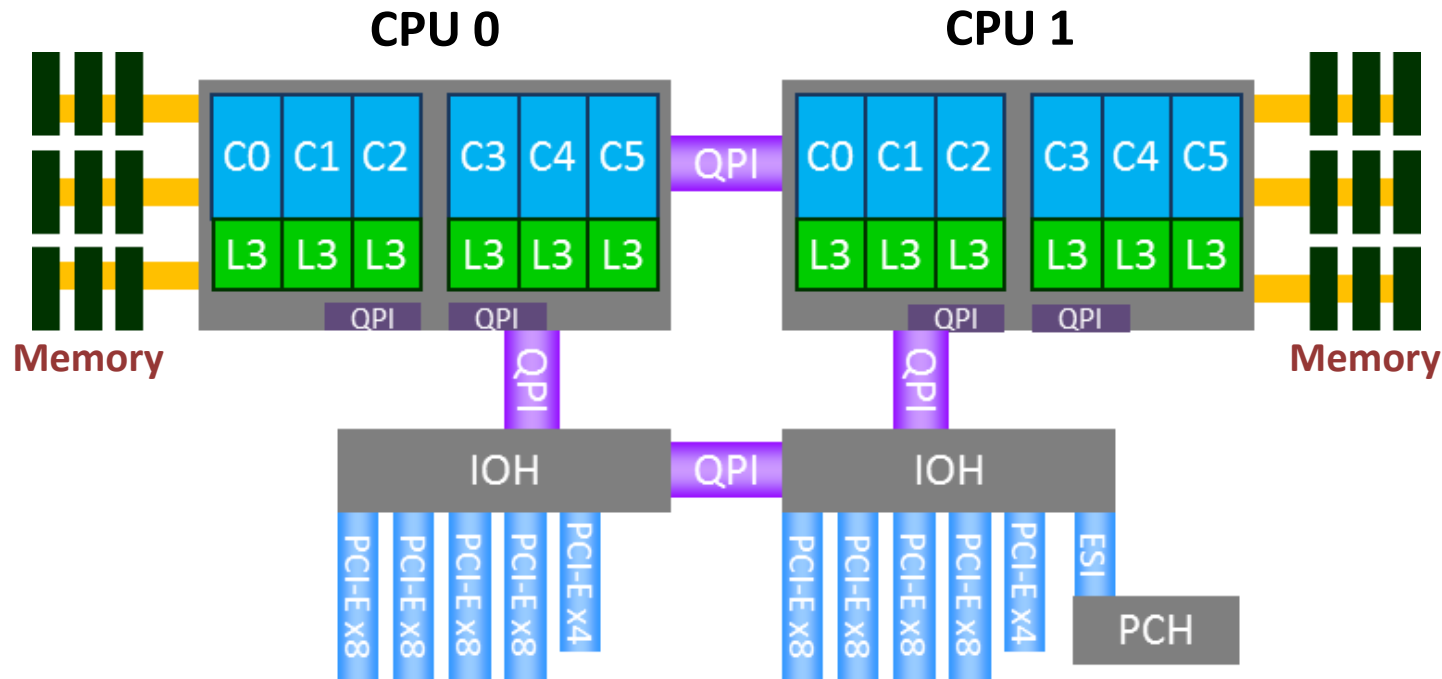 CPU 0
CPU 1
C0 C1 C2 C3 C4 C5
QPI
C0 C1 C2 C3 C4 C5
L3 L3 L3 L3 L3 L3
L3 L3 L3 L3 L3 L3
QPI QPI
QPI QPI
Memory
Memory
QPI
QPI
IOH
QPI
IOH
PCI-E x8
PCI-E x8
PCI-E x8
PCI-E x8
PCI-E x4
PCI-E x8
PCI-E x8
PCI-E x8
PCI-E x8
PCI-E x4
ESI
PCH